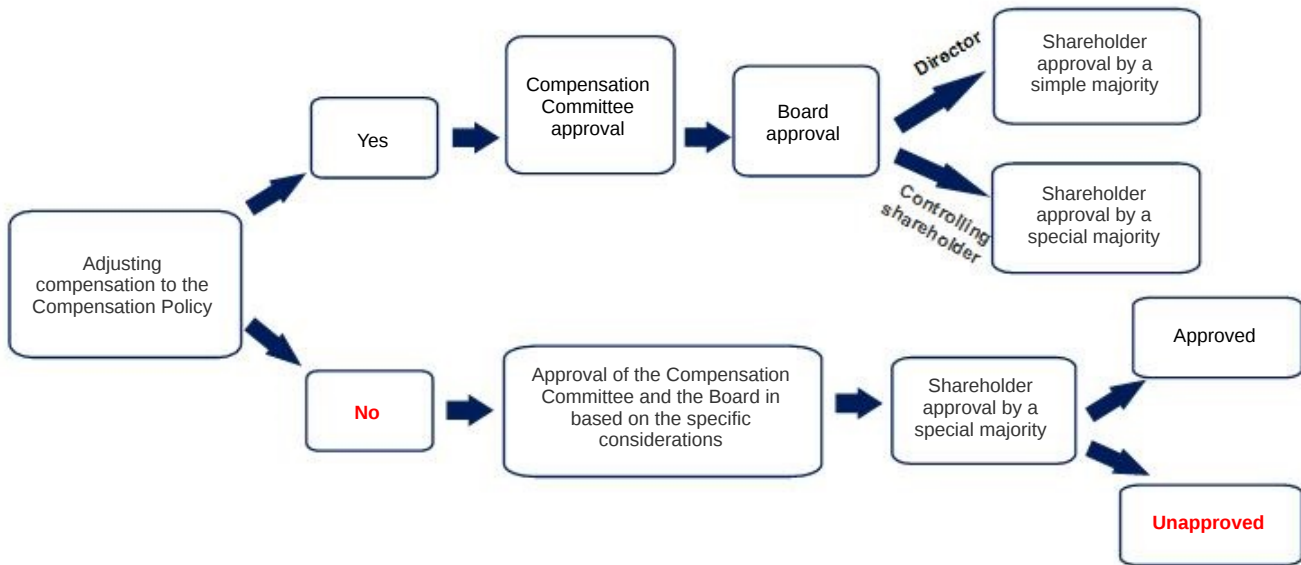 Adjusting
compensation to the
Compensation Policy
Yes
Compensation
Committee
approval
Board
approval
Director
Shareholder
approval by a
simple majority
Controlling
shareholder
Shareholder
approval by a
special majority
No
Approval of the Compensation
Committee and the Board in
based on the specific
considerations
Shareholder
approval by a
special majority
Approved
Unapproved